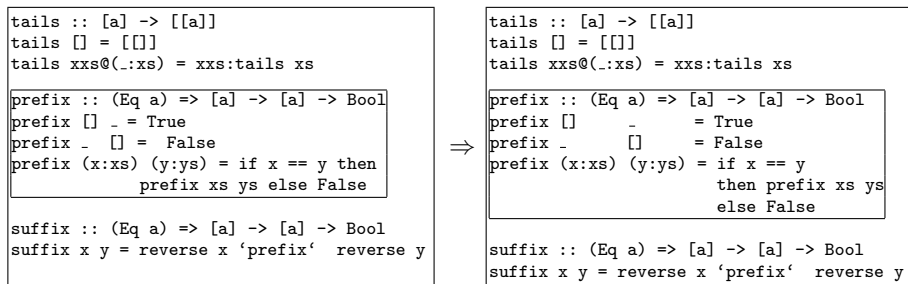 tails :: [a] -> [[a]]
tails [] = [[]]
tails xxs@(_:xs) = xxs:tails xs
prefix :: (Eq a) => [a] -> [a] -> Bool
prefix [] _ = True
prefix _  [] =  False
prefix (x:xs) (y:ys) = if x == y then
             prefix xs ys else False
suffix :: (Eq a) => [a] -> [a] -> Bool
suffix x y = reverse x ‘prefix‘  reverse y
⇒
tails :: [a] -> [[a]]
tails [] = [[]]
tails xxs@(_:xs) = xxs:tails xs
prefix :: (Eq a) => [a] -> [a] -> Bool
prefix []     _      = True
prefix _      []     = False
prefix (x:xs) (y:ys) = if x == y
                       then prefix xs ys
                       else False
suffix :: (Eq a) => [a] -> [a] -> Bool
suffix x y = reverse x ‘prefix‘  reverse y